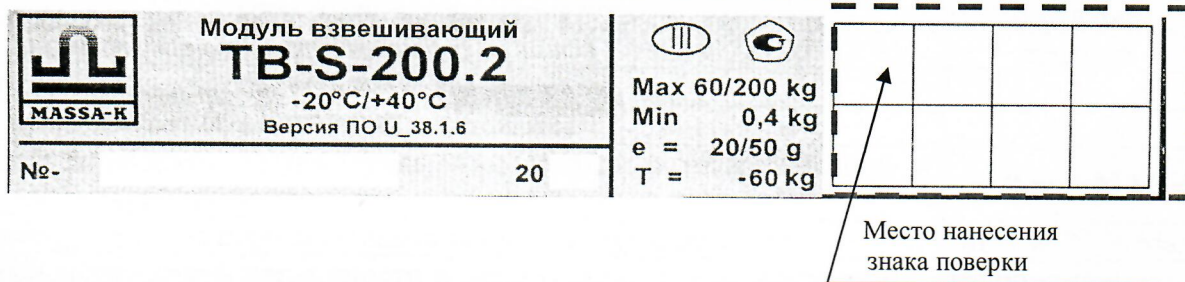 Модуль взвешивающий
TB-S-200.2
-20°C/+40°C
Версия ПО U_38.1.6
MASSA-K
№- 20
III
Max 60/200 kg
Min 0,4 kg
e = 20/50 g
T = -60 kg
Место нанесения
знака поверки